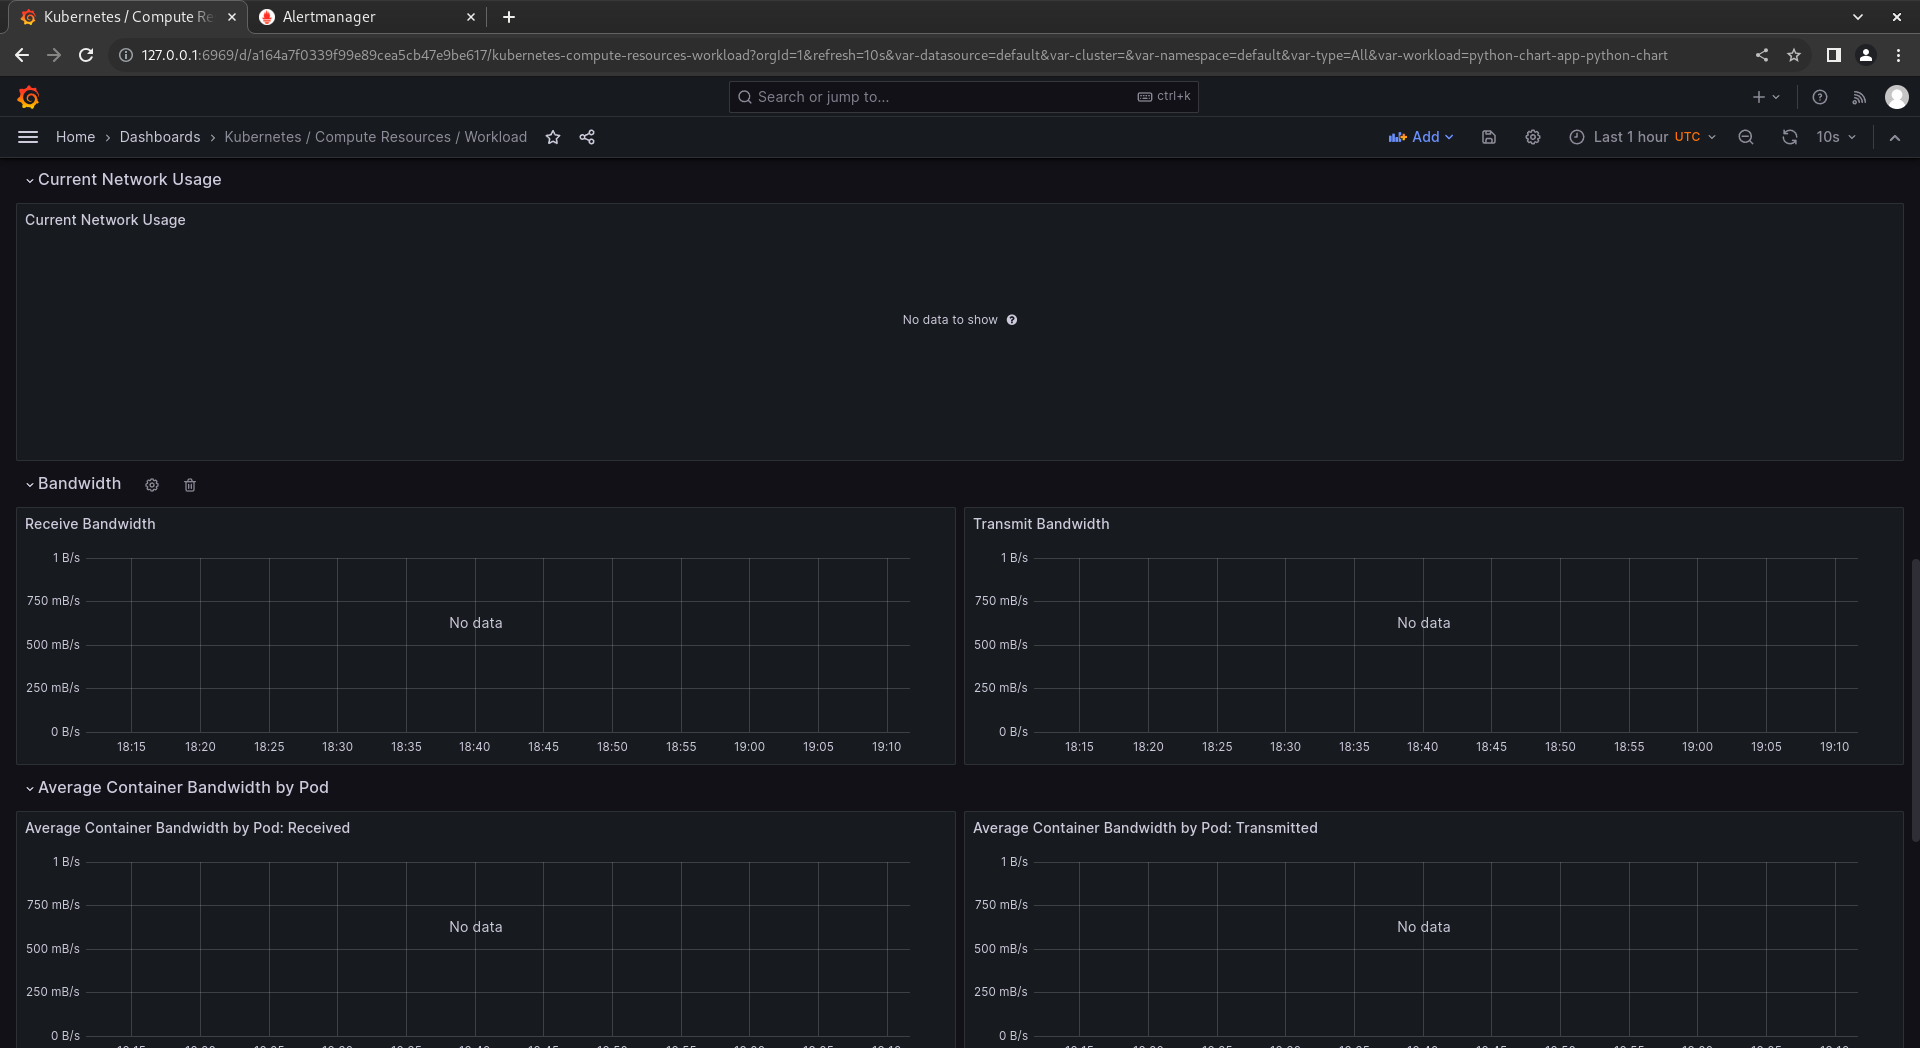 Kubernetes / Compute Re
Alertmanager
127.0.0.1:6969/d/a164a7f0339f99e89cea5cb47e9be617/kubernetes-compute-resources-workload?orgId=1&refresh=10s&var-datasource=default&var-cluster=&var-namespace=default&var-type=All&var-workload=python-chart-app-python-chart
Search or jump to... ctrl+k
Home › Dashboards › Kubernetes / Compute Resources / Workload Add Last 1 hour UTC 10s
Current Network Usage
Current Network Usage
No data to show
Bandwidth
Receive Bandwidth
1 B/s
750 mB/s
No data
500 mB/s
250 mB/s
0 B/s
18:15 18:20 18:25 18:30 18:35 18:40 18:45 18:50 18:55 19:00 19:05 19:10
Transmit Bandwidth
1 B/s
750 mB/s
No data
500 mB/s
250 mB/s
0 B/s
18:15 18:20 18:25 18:30 18:35 18:40 18:45 18:50 18:55 19:00 19:05 19:10
Average Container Bandwidth by Pod
Average Container Bandwidth by Pod: Received
1 B/s
750 mB/s
No data
500 mB/s
250 mB/s
0 B/s
Average Container Bandwidth by Pod: Transmitted
1 B/s
750 mB/s
No data
500 mB/s
250 mB/s
0 B/s